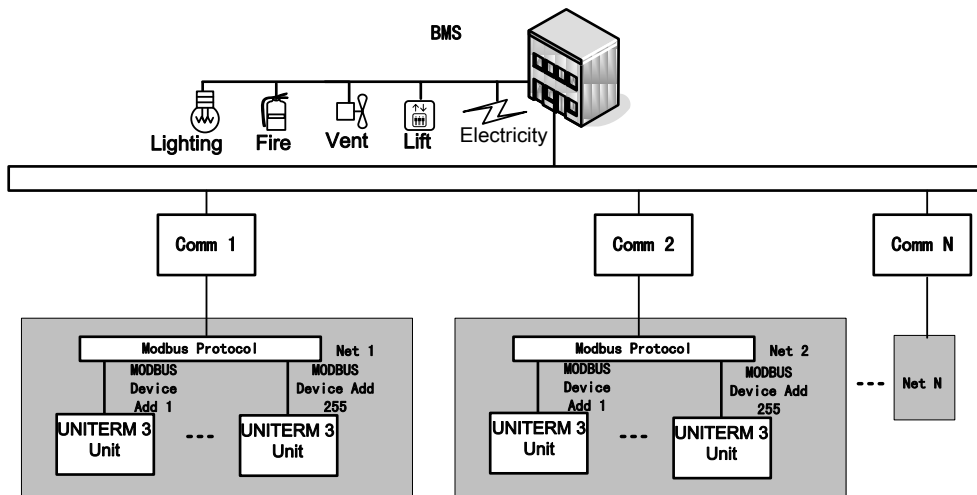 BMS
Lighting
Fire
Vent
Lift
Electricity
Comm 1
Comm 2
Comm N
Modbus Protocol
Net 1
MODBUS
Device
Add 1
MODBUS
Device Add
255
UNITERM 3
Unit
UNITERM 3
Unit
Modbus Protocol
Net 2
MODBUS
Device
Add 1
MODBUS
Device Add
255
UNITERM 3
Unit
UNITERM 3
Unit
Net N